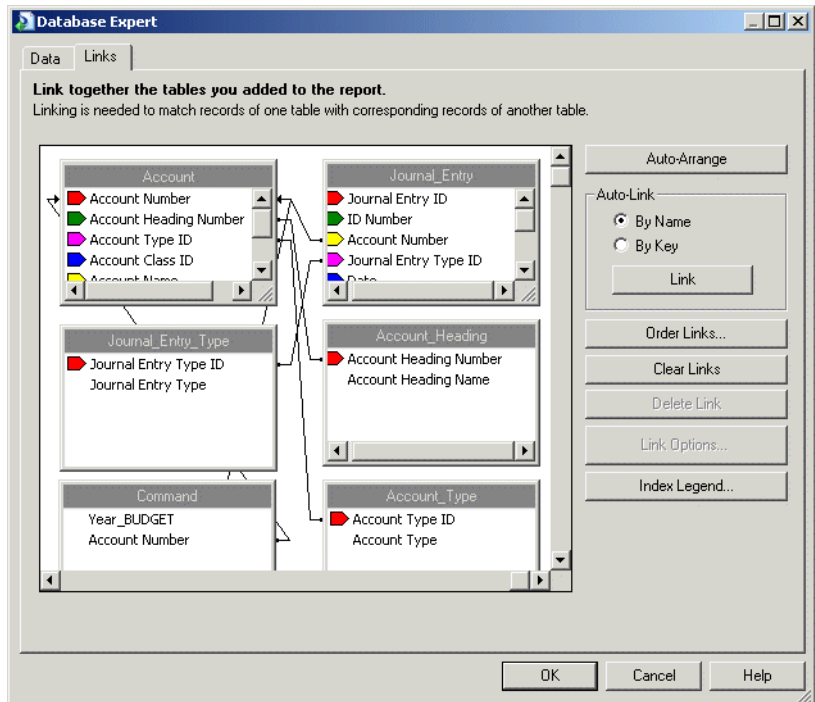 Database Expert
Data
Links
Link together the tables you added to the report.
Linking is needed to match records of one table with corresponding records of another table.
Account
Account Number
Account Heading Number
Account Type ID
Account Class ID
Account Name
Journal_Entry
Journal Entry ID
ID Number
Account Number
Journal Entry Type ID
Date
Journal_Entry_Type
Journal Entry Type ID
Journal Entry Type
Account_Heading
Account Heading Number
Account Heading Name
Command
Year_BUDGET
Account Number
Account_Type
Account Type ID
Account Type
Auto-Arrange
Auto-Link
By Name
By Key
Link
Order Links...
Clear Links
Delete Link
Link Options...
Index Legend...
OK
Cancel
Help